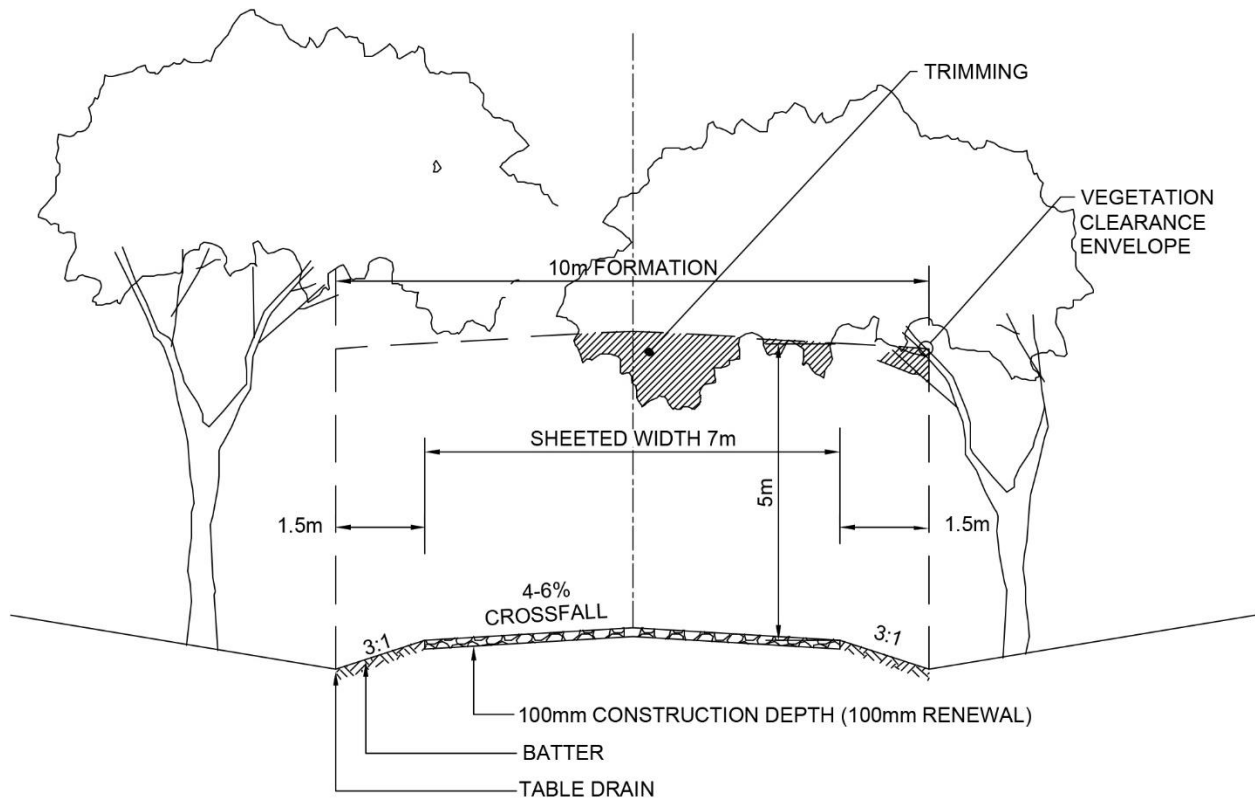 TRIMMING
VEGETATION
CLEARANCE
ENVELOPE
10m FORMATION
SHEETED WIDTH 7m
5m
1.5m
1.5m
4-6%
CROSSFALL
3:1
3:1
100mm CONSTRUCTION DEPTH (100mm RENEWAL)
BATTER
TABLE DRAIN